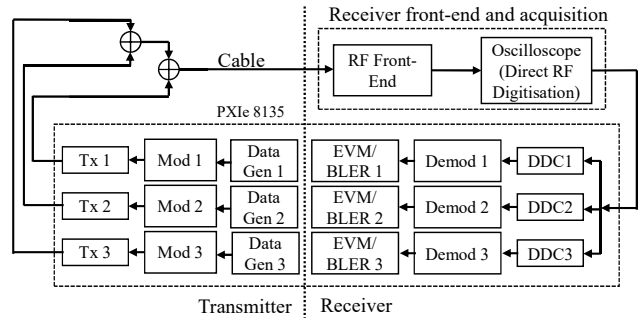 Receiver front-end and acquisition
Cable
RF Front-
End
Oscilloscope
(Direct RF
Digitisation)
PXIe 8135
Tx 1
Mod 1
Data
Gen 1
EVM/
BLER 1
Demod 1
DDC1
Tx 2
Mod 2
Data
Gen 2
EVM/
BLER 2
Demod 2
DDC2
Tx 3
Mod 3
Data
Gen 3
EVM/
BLER 3
Demod 3
DDC3
Transmitter
Receiver